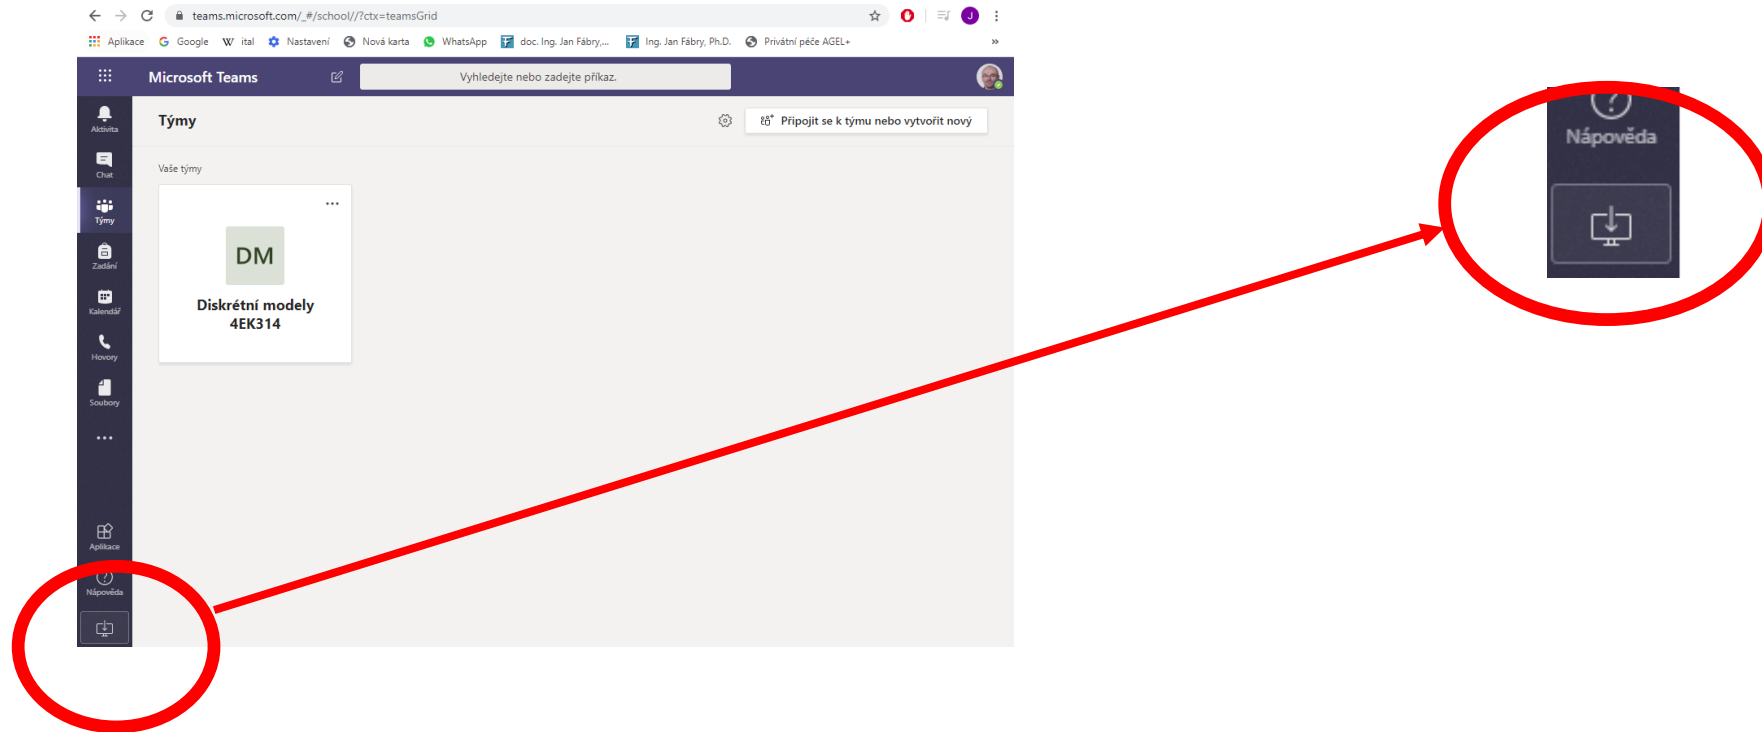 teams.microsoft.com/_#/school//?ctx=teamsGrid
J
Aplikace Google W ital Nastavení Nová karta WhatsApp doc. Ing. Jan Fábry,... Ing. Jan Fábry, Ph.D. Privátní péče AGEL+ »
Microsoft Teams Vyhledejte nebo zadejte příkaz.
Aktivita
Týmy Připojit se k týmu nebo vytvořit nový
Chat
Vaše týmy
Týmy
DM
Zadání
Diskrétní modely
4EK314
Kalendář
Hovory
Soubory
Aplikace
Nápověda
Nápověda